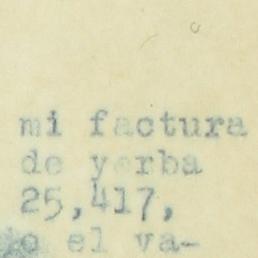 mi factura
de yerba
25,417,
o el va-